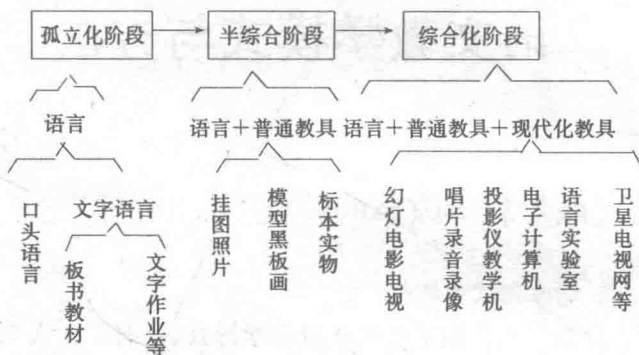 孤立化阶段
半综合阶段
综合化阶段
语言
语言＋普通教具
语言＋普通教具＋现代化教具
口头语言
文字语言
板书教材
文字作业等
挂图照片
模型黑板画
标本实物
幻灯电影电视
唱片录音录像
投影仪教学机
电子计算机
语言实验室
卫星电视网等